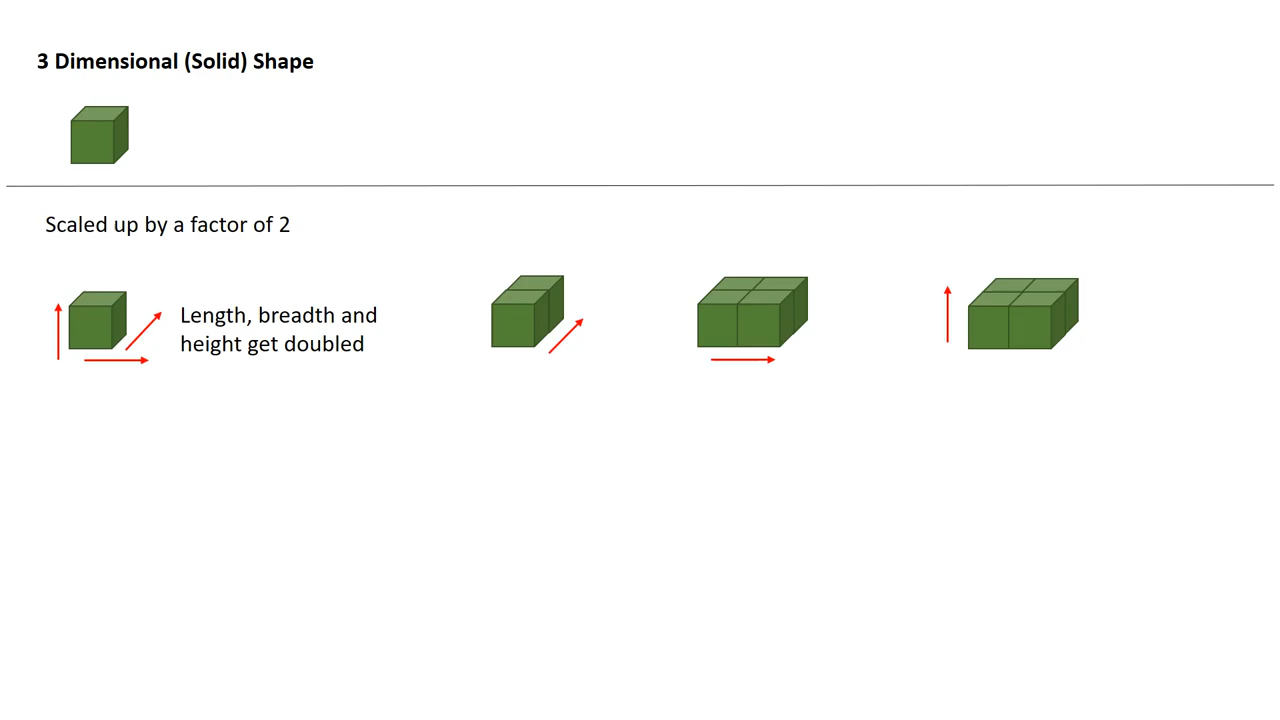 3 Dimensional (Solid) Shape
Scaled up by a factor of 2
Length, breadth and
height get doubled